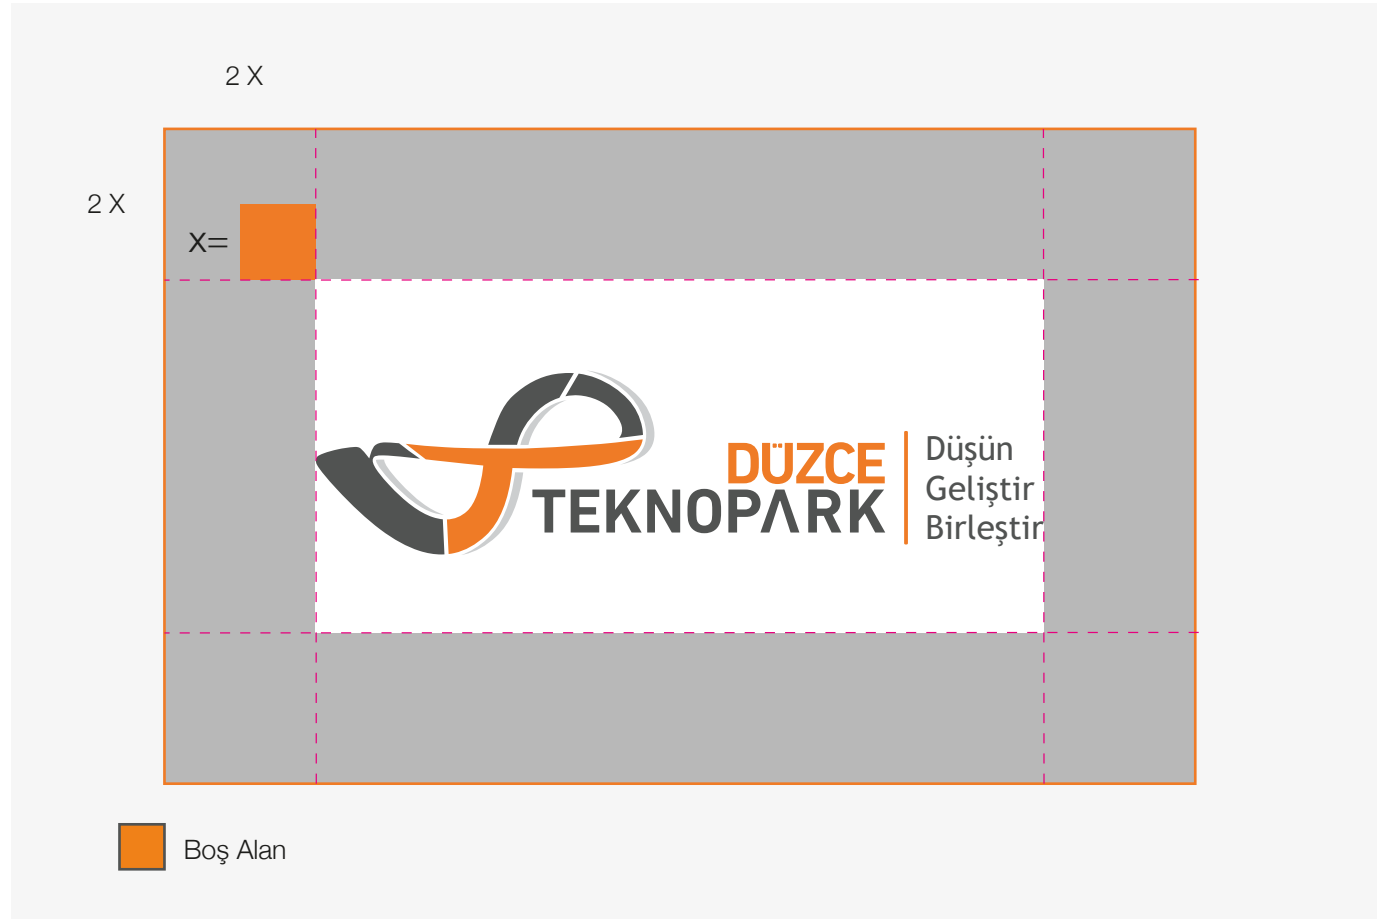 2 X
2 X
X=
DÜZCE
TEKNOPARK
Düşün
Geliştir
Birleştir
Boş Alan